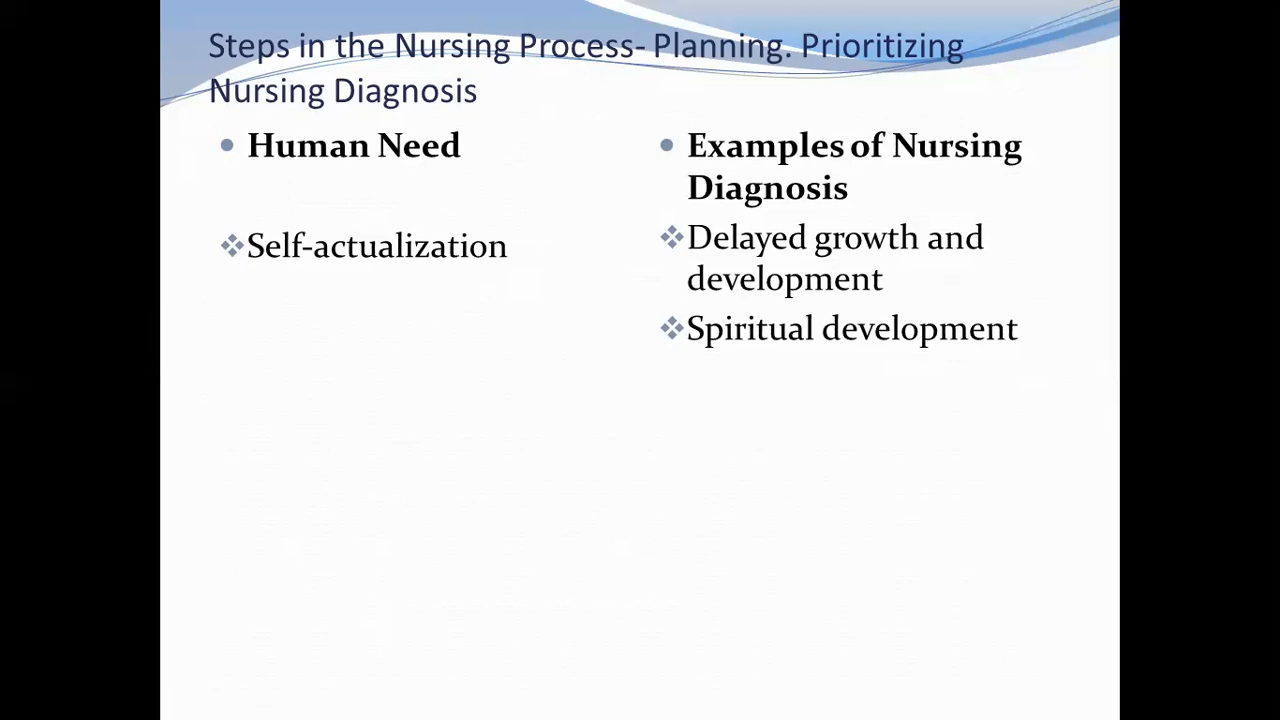 Steps in the Nursing Process- Planning. Prioritizing
Nursing Diagnosis
Human Need
Self-actualization
Examples of Nursing
Diagnosis
Delayed growth and
development
Spiritual development